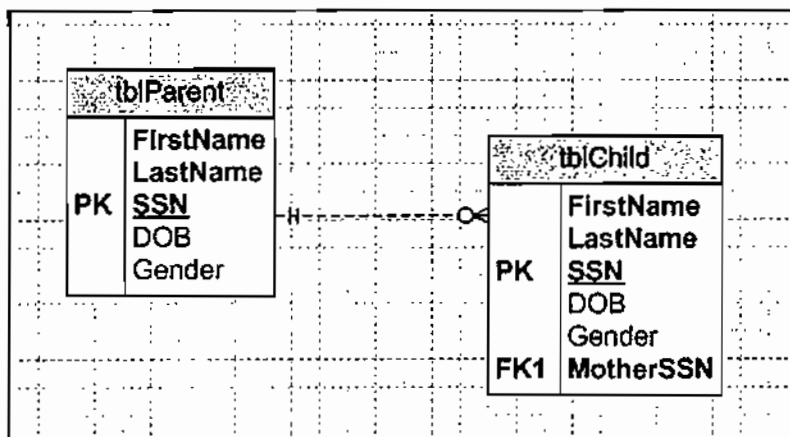 tblParent
FirstName
LastName
PK SSN
DOB
Gender
tblChild
FirstName
LastName
PK SSN
DOB
Gender
FK1 MotherSSN